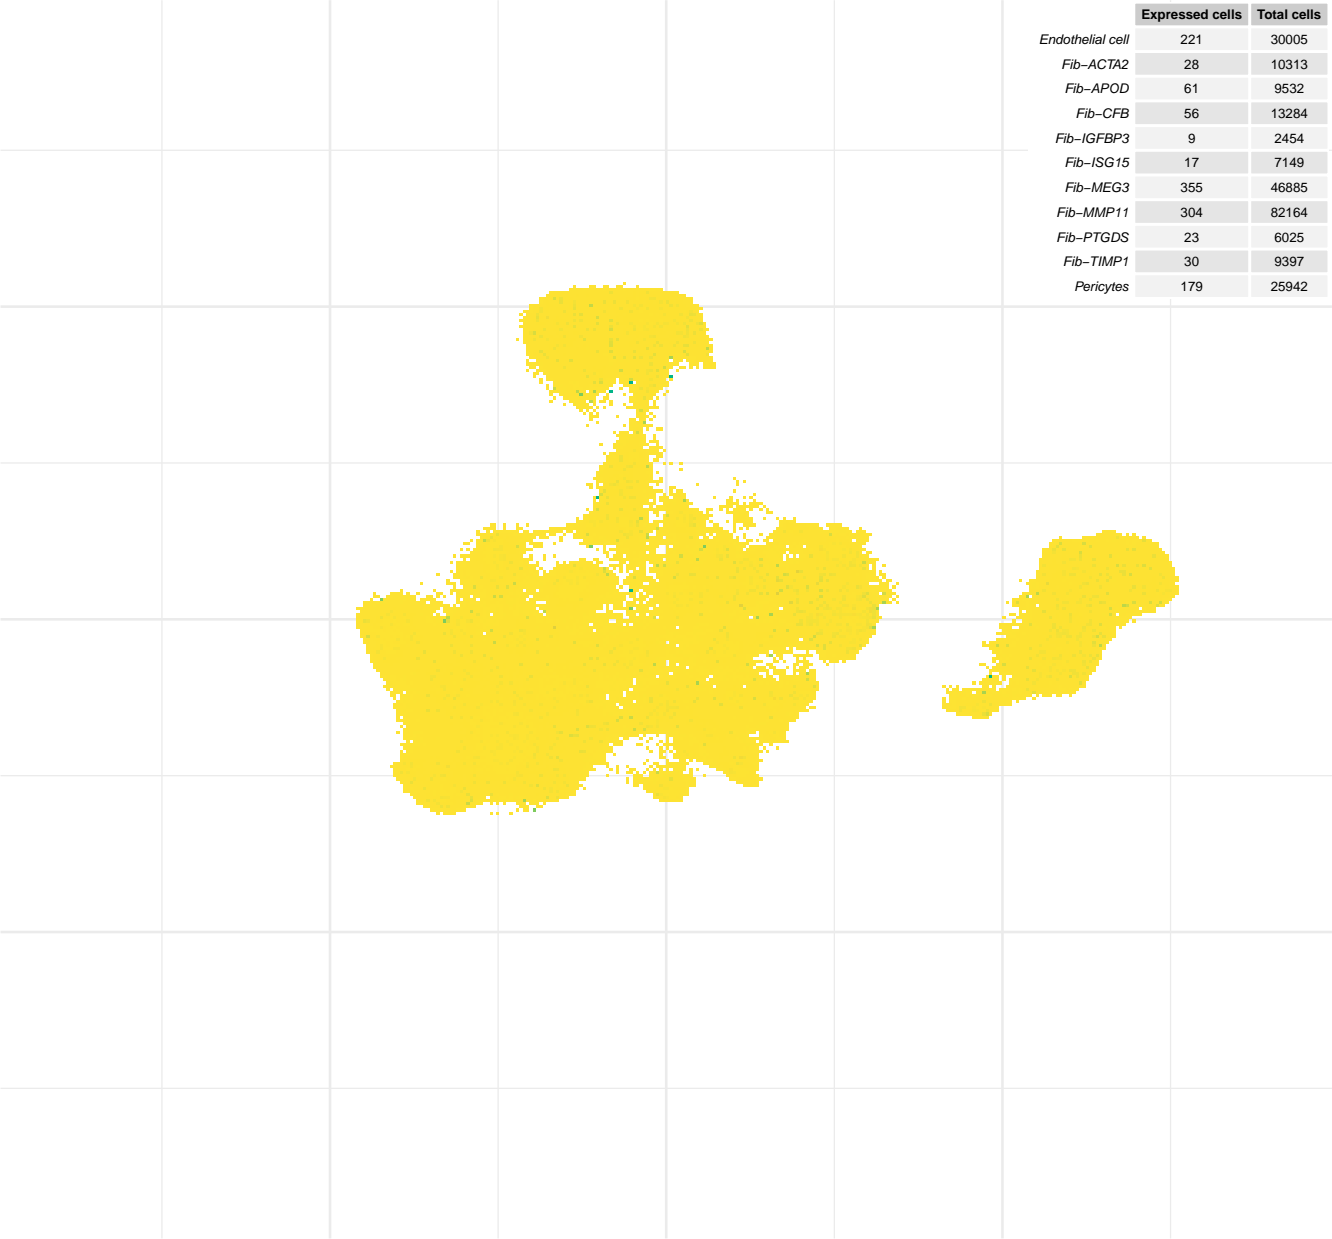 Expressed cells Total cells
Endothelial cell 221 30005
Fib−ACTA2 28 10313
Fib−APOD 61 9532
Fib−CFB 56 13284
Fib−IGFBP3 9 2454
Fib−ISG15 17 7149
Fib−MEG3 355 46885
Fib−MMP11 304 82164
Fib−PTGDS 23 6025
Fib−TIMP1 30 9397
Pericytes 179 25942